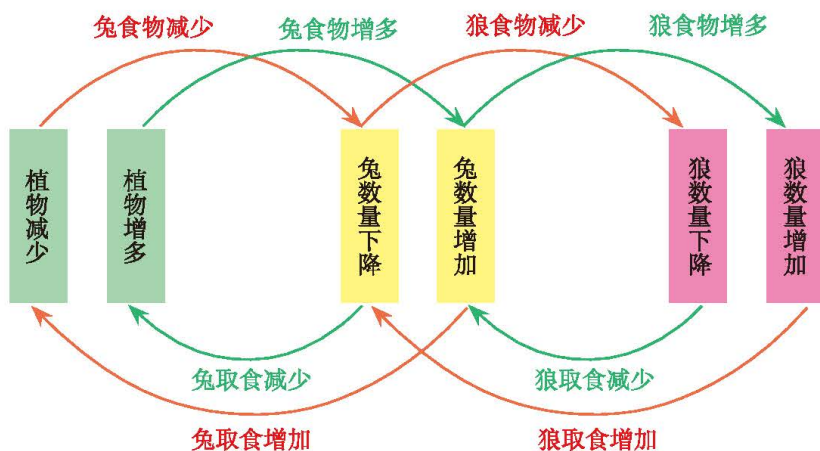 兔食物减少
兔食物增多
狼食物减少
狼食物增多
植物减少
植物增多
兔数量下降
兔数量增加
狼数量下降
狼数量增加
兔取食减少
狼取食减少
兔取食增加
狼取食增加